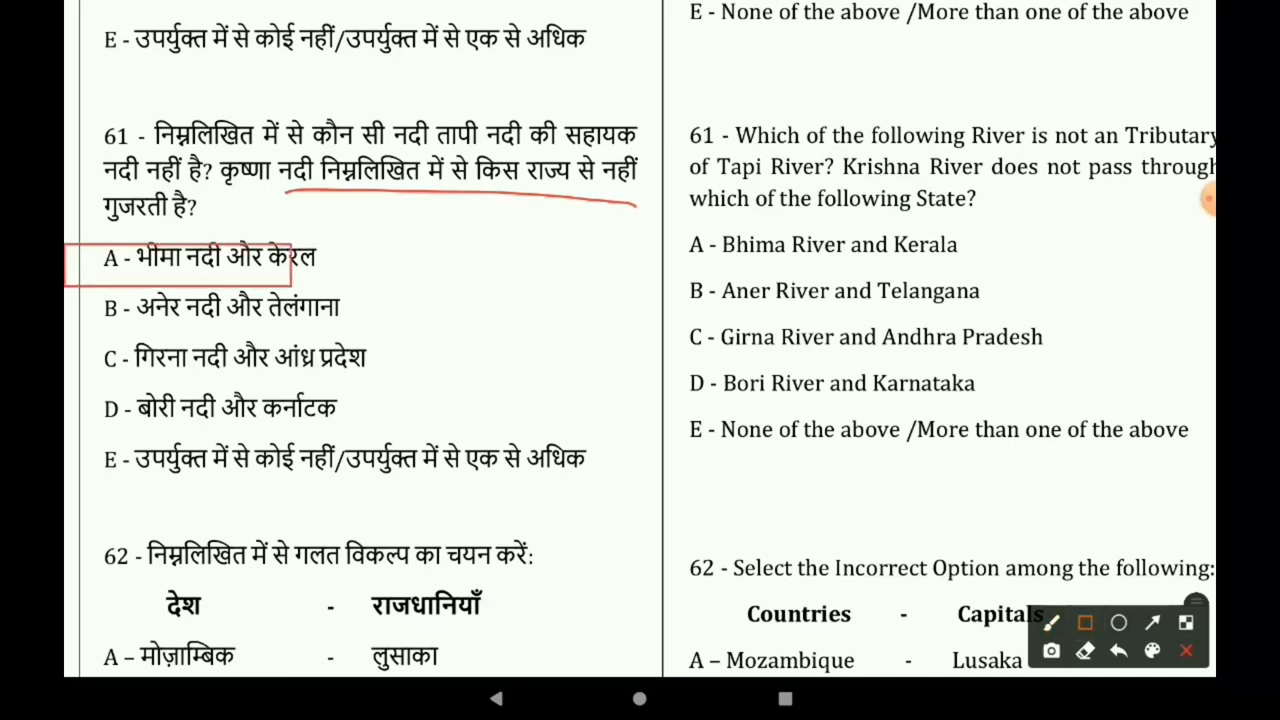 E - उपर्युक्त में से कोई नहीं/उपर्युक्त में से एक से अधिक
61 - निम्नलिखित में से कौन सी नदी तापी नदी की सहायक
नदी नहीं है? कृष्णा नदी निम्नलिखित में से किस राज्य से नहीं
गुजरती है?
A - भीमा नदी और केरल
B - अनेर नदी और तेलंगाना
C - गिरना नदी और आंध्र प्रदेश
D - बोरी नदी और कर्नाटक
E - उपर्युक्त में से कोई नहीं/उपर्युक्त में से एक से अधिक
62 - निम्नलिखित में से गलत विकल्प का चयन करें:
देश - राजधानियाँ
A – मोज़ाम्बिक - लुसाका
E - None of the above /More than one of the above
61 - Which of the following River is not an Tributary
of Tapi River? Krishna River does not pass through
which of the following State?
A - Bhima River and Kerala
B - Aner River and Telangana
C - Girna River and Andhra Pradesh
D - Bori River and Karnataka
E - None of the above /More than one of the above
62 - Select the Incorrect Option among the following:
Countries - Capitals
A – Mozambique - Lusaka